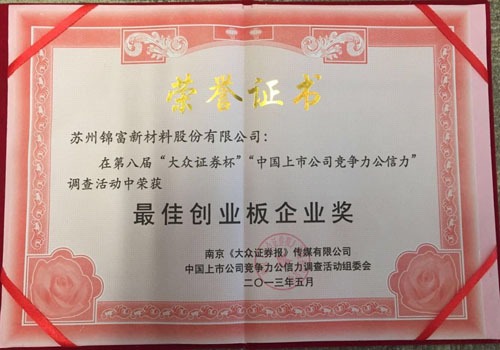 荣誉证书
苏州锦富新材料股份有限公司：
在第八届“大众证券杯”“中国上市公司竞争力公信力”
调查活动中荣获
最佳创业板企业奖
南京《大众证券报》传媒有限公司
中国上市公司竞争力公信力调查活动组委会
二〇一三年五月